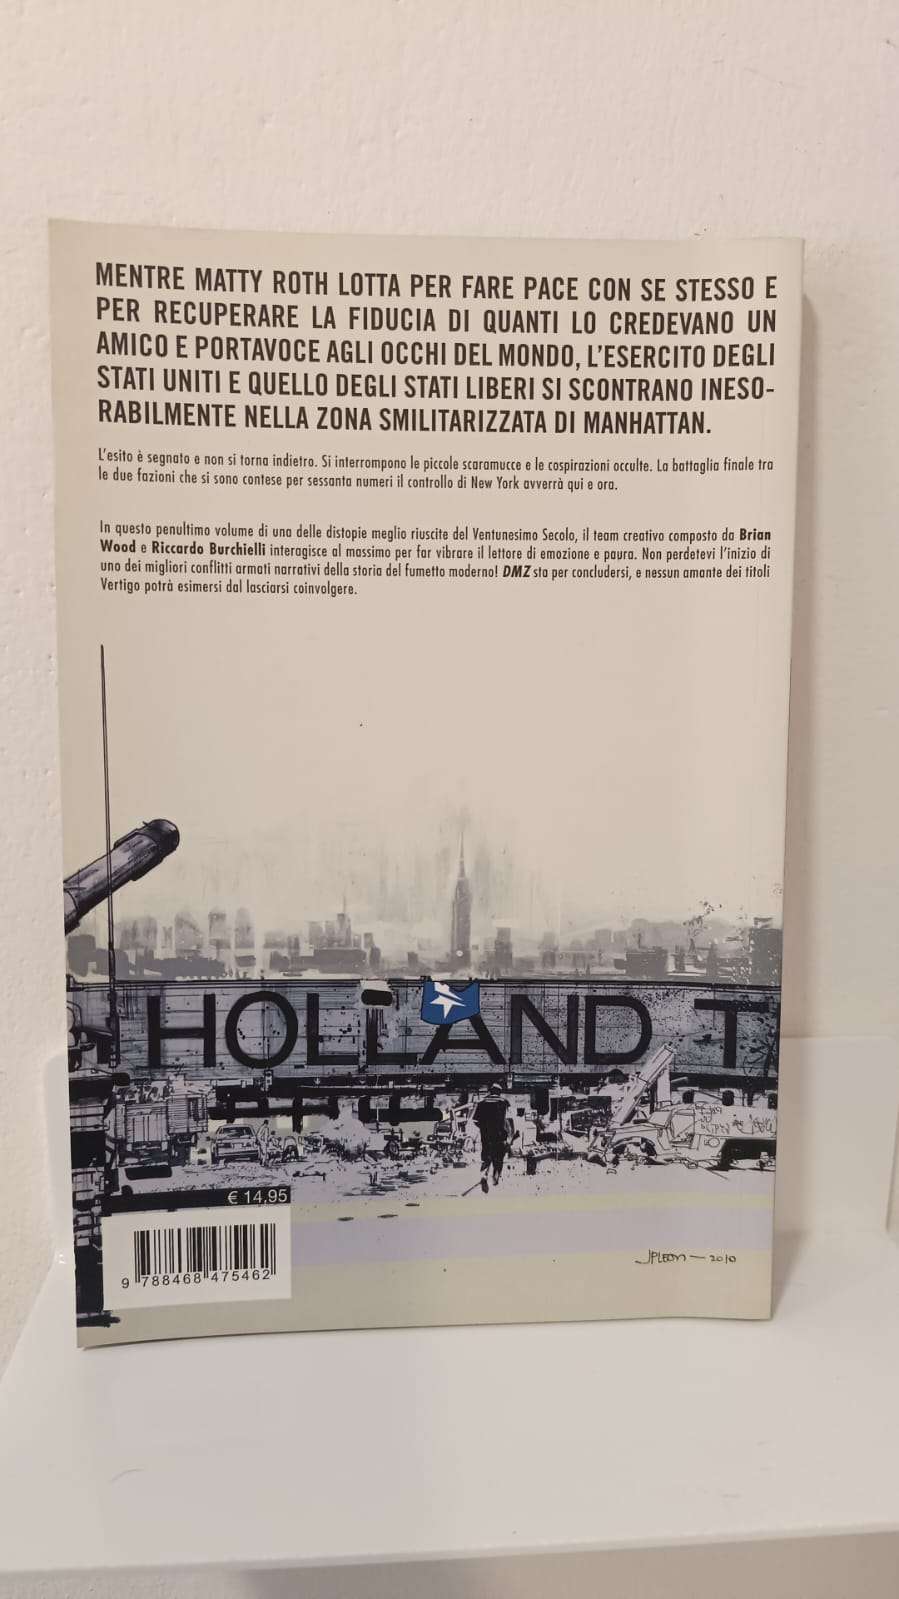 MENTRE MATTY ROTH LOTTA PER FARE PACE CON SE STESSO E
PER RECUPERARE LA FIDUCIA DI QUANTI LO CREDEVANO UN
AMICO E PORTAVOCE AGLI OCCHI DEL MONDO, L'ESERCITO DEGLI
STATI UNITI E QUELLO DEGLI STATI LIBERI SI SCONTRANO INESO-
RABILMENTE NELLA ZONA SMILITARIZZATA DI MANHATTAN.
L'esito è segnato e non si torna indietro. Si interrompono le piccole scaramucce e le cospirazioni occulte. La battaglia finale tra
le due fazioni che si sono contese per sessanta numeri il controllo di New York avverrà qui e ora.
In questo penultimo volume di una delle distopie meglio riuscite del Ventunesimo Secolo, il team creativo composto da Brian
Wood e Riccardo Burchielli interagisce al massimo per far vibrare il lettore di emozione e paura. Non perdetevi l'inizio di
uno dei migliori conflitti armati narrativi della storia del fumetto moderno! DMZ sta per concludersi, e nessun amante dei titoli
Vertigo potrà esimersi dal lasciarsi coinvolgere.
HOLLAND T
€ 14,95
9 788468 475462
JPLEON — 2010